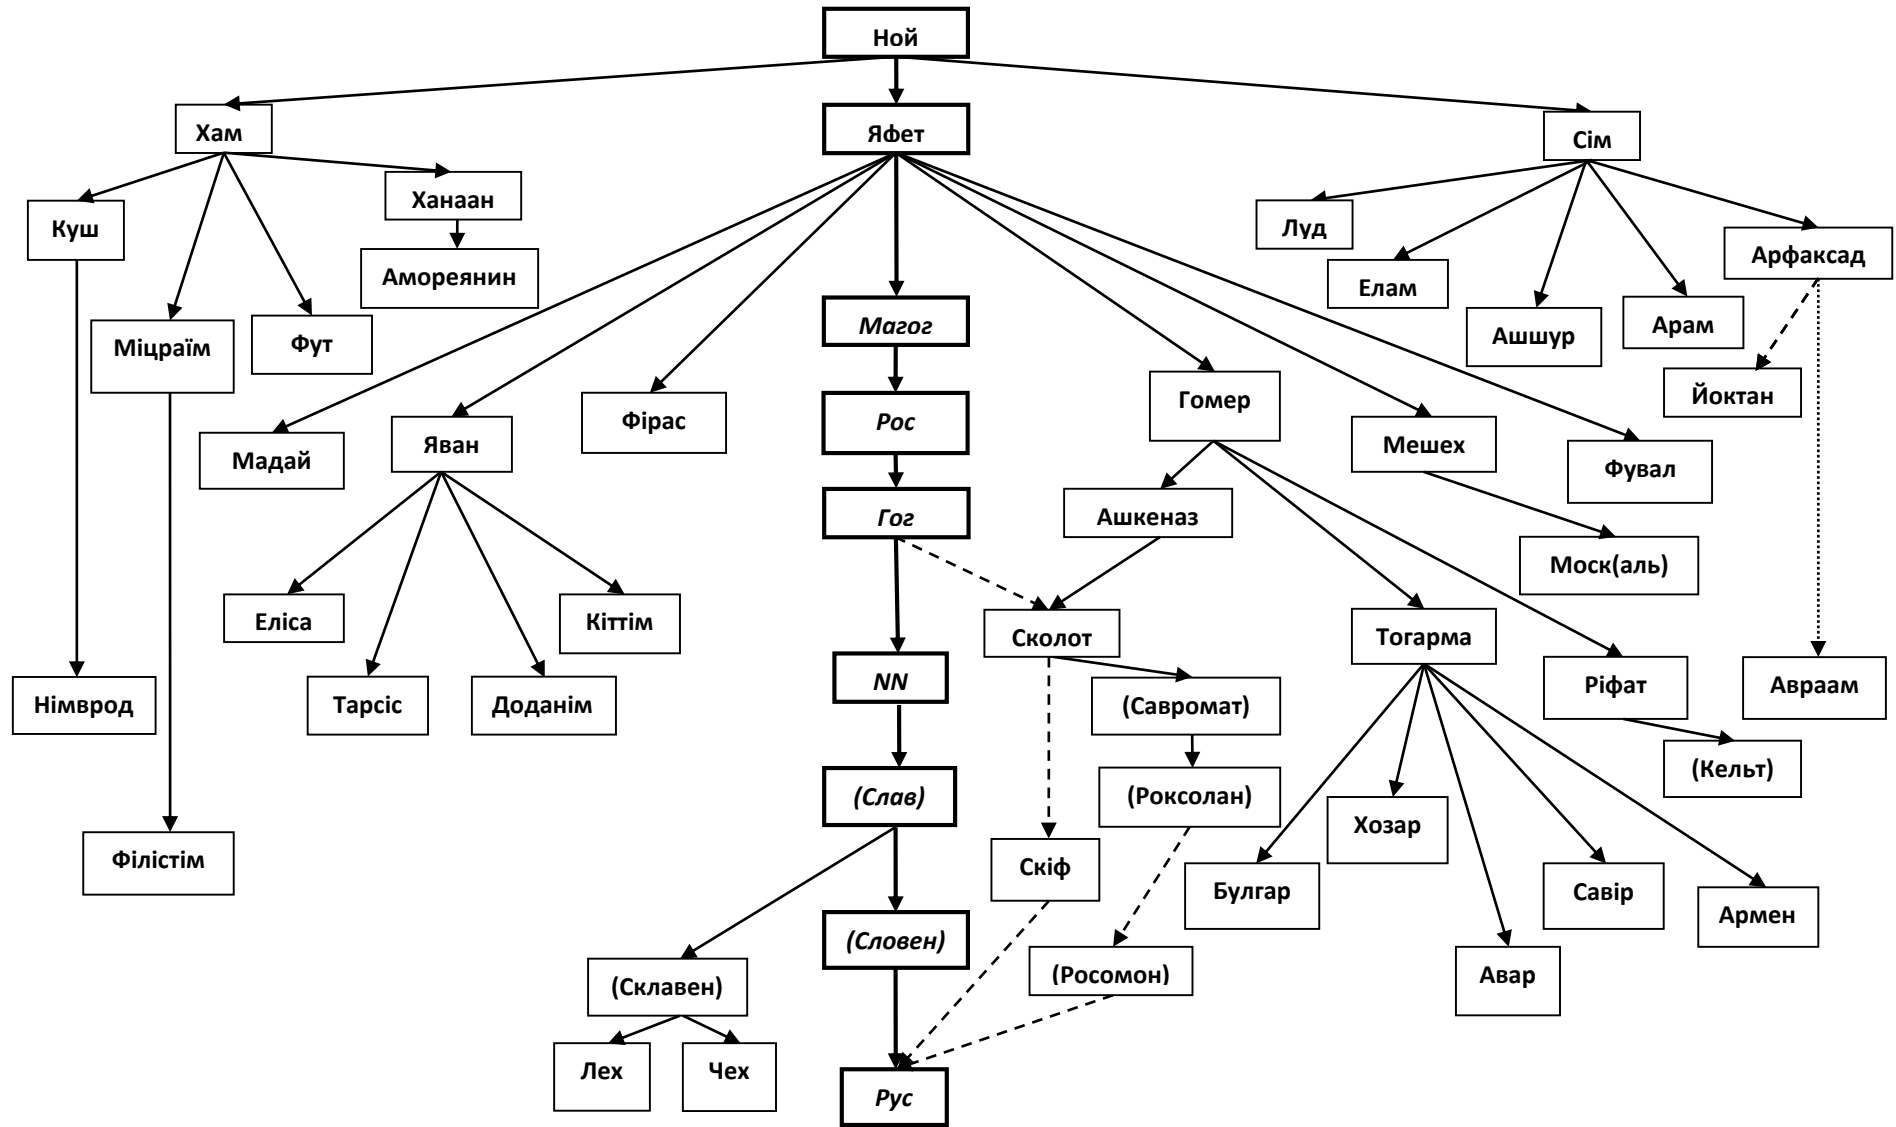 Ной
Хам
Яфет
Сім
Куш
Ханаан
Луд
Арфаксад
Амореянин
Елам
Міцраїм
Фут
Магог
Ашшур
Арам
Йоктан
Мадай
Яван
Фірас
Рос
Гомер
Мешех
Фувал
Гог
Ашкеназ
Моск(аль)
Еліса
Кіттім
Сколот
Тогарма
Німврод
Тарсіс
Доданім
NN
(Савромат)
Ріфат
Авраам
(Кельт)
(Слав)
(Роксолан)
Хозар
Філістім
Скіф
Булгар
Савір
Армен
(Словен)
(Склавен)
(Росомон)
Авар
Лех
Чех
Рус